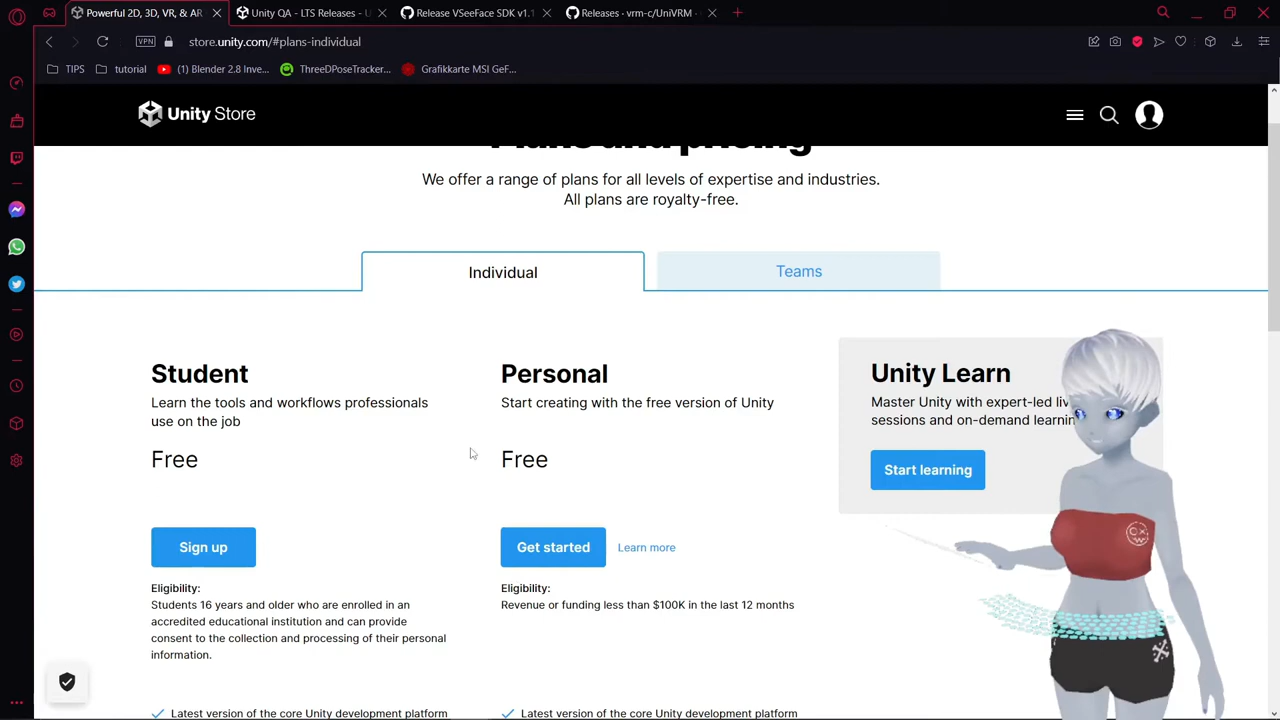 Powerful 2D, 3D, VR, & AR
Unity QA - LTS Releases - U
Release VSeeFace SDK v1.1
Releases · vrm-c/UniVRM ·
VPN
store.unity.com/#plans-individual
TIPS
tutorial
(1) Blender 2.8 Inve...
ThreeDPoseTracker...
Grafikkarte MSI GeF...
Unity Store
Plans and pricing
We offer a range of plans for all levels of expertise and industries.
All plans are royalty-free.
Individual
Teams
Student
Learn the tools and workflows professionals
use on the job
Free
Sign up
Eligibility:
Students 16 years and older who are enrolled in an
accredited educational institution and can provide
consent to the collection and processing of their personal
information.
Latest version of the core Unity development platform
Personal
Start creating with the free version of Unity
Free
Get started
Learn more
Eligibility:
Revenue or funding less than $100K in the last 12 months
Latest version of the core Unity development platform
Unity Learn
Master Unity with expert-led liv
sessions and on-demand learnin
Start learning